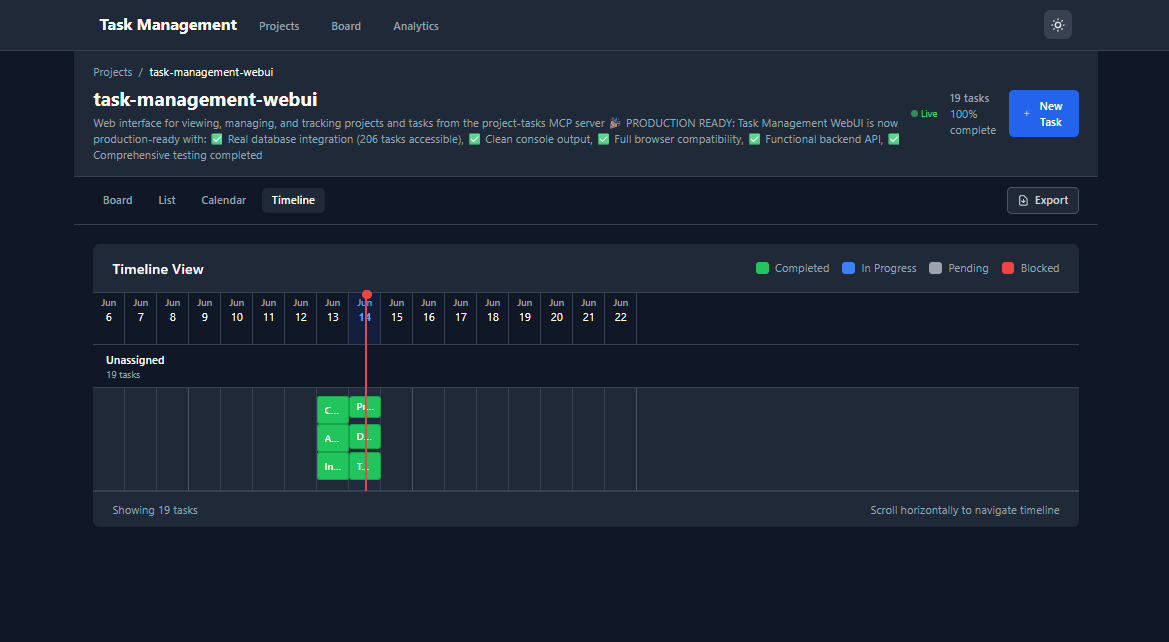 Task Management Projects Board Analytics
Projects / task-management-webui
task-management-webui
Web interface for viewing, managing, and tracking projects and tasks from the project-tasks MCP server 🎉 PRODUCTION READY: Task Management WebUI is now
production-ready with: ✅ Real database integration (206 tasks accessible), ✅ Clean console output, ✅ Full browser compatibility, ✅ Functional backend API, ✅
Comprehensive testing completed
Live
19 tasks
100%
complete
+ New
Task
Board List Calendar Timeline Export
Timeline View Completed In Progress Pending Blocked
Jun Jun Jun Jun Jun Jun Jun Jun Jun Jun Jun Jun Jun Jun Jun Jun Jun
6 7 8 9 10 11 12 13 14 15 16 17 18 19 20 21 22
Unassigned
19 tasks
C... Pr...
A... D...
In... T...
Showing 19 tasks Scroll horizontally to navigate timeline